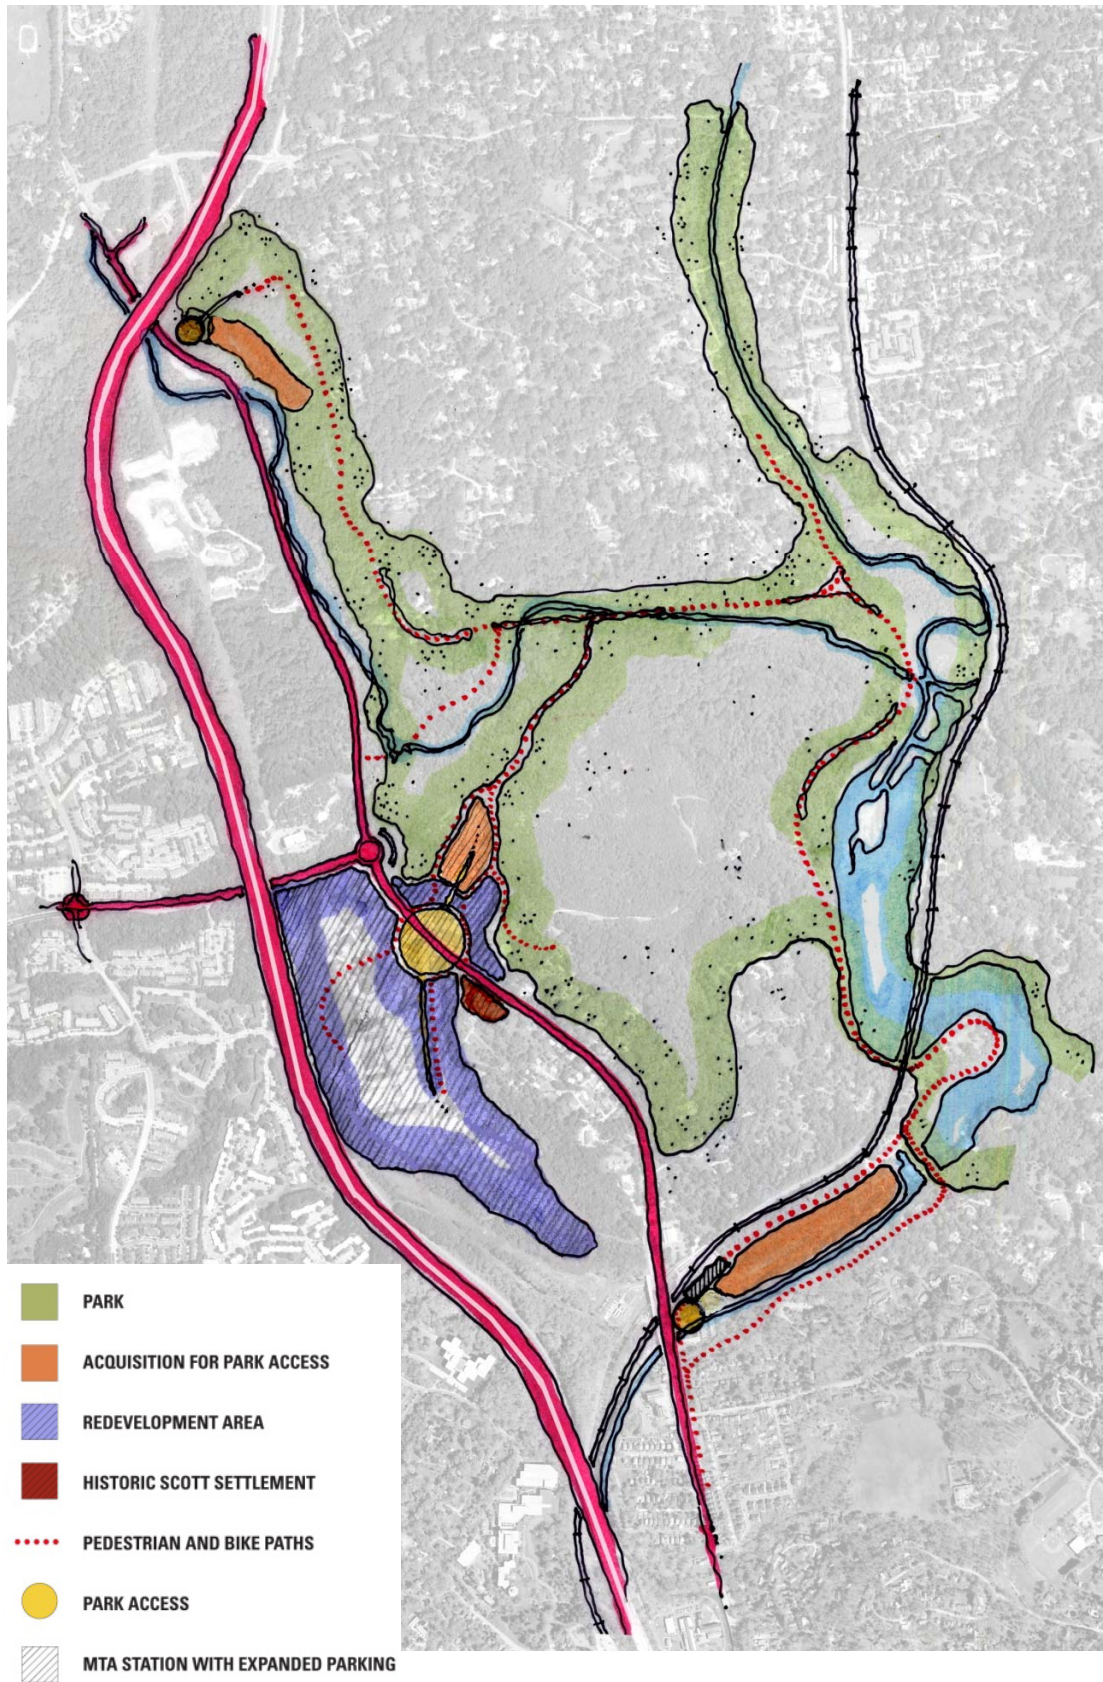 PARK
ACQUISITION FOR PARK ACCESS
REDEVELOPMENT AREA
HISTORIC SCOTT SETTLEMENT
PEDESTRIAN AND BIKE PATHS
PARK ACCESS
MTA STATION WITH EXPANDED PARKING